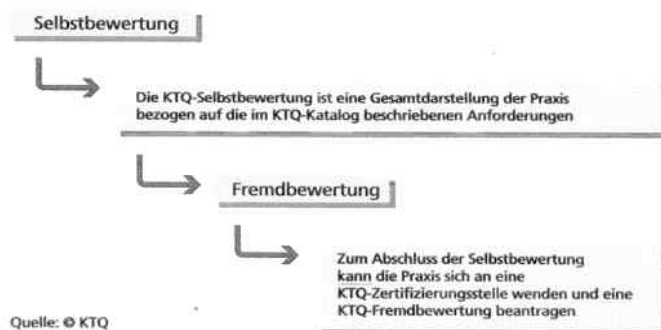 Selbstbewertung
Die KTQ-Selbstbewertung ist eine Gesamtdarstellung der Praxis
bezogen auf die im KTQ-Katalog beschriebenen Anforderungen
Fremdbewertung
Zum Abschluss der Selbstbewertung
kann die Praxis sich an eine
KTQ-Zertifizierungsstelle wenden und eine
KTQ-Fremdbewertung beantragen
Quelle: © KTQ